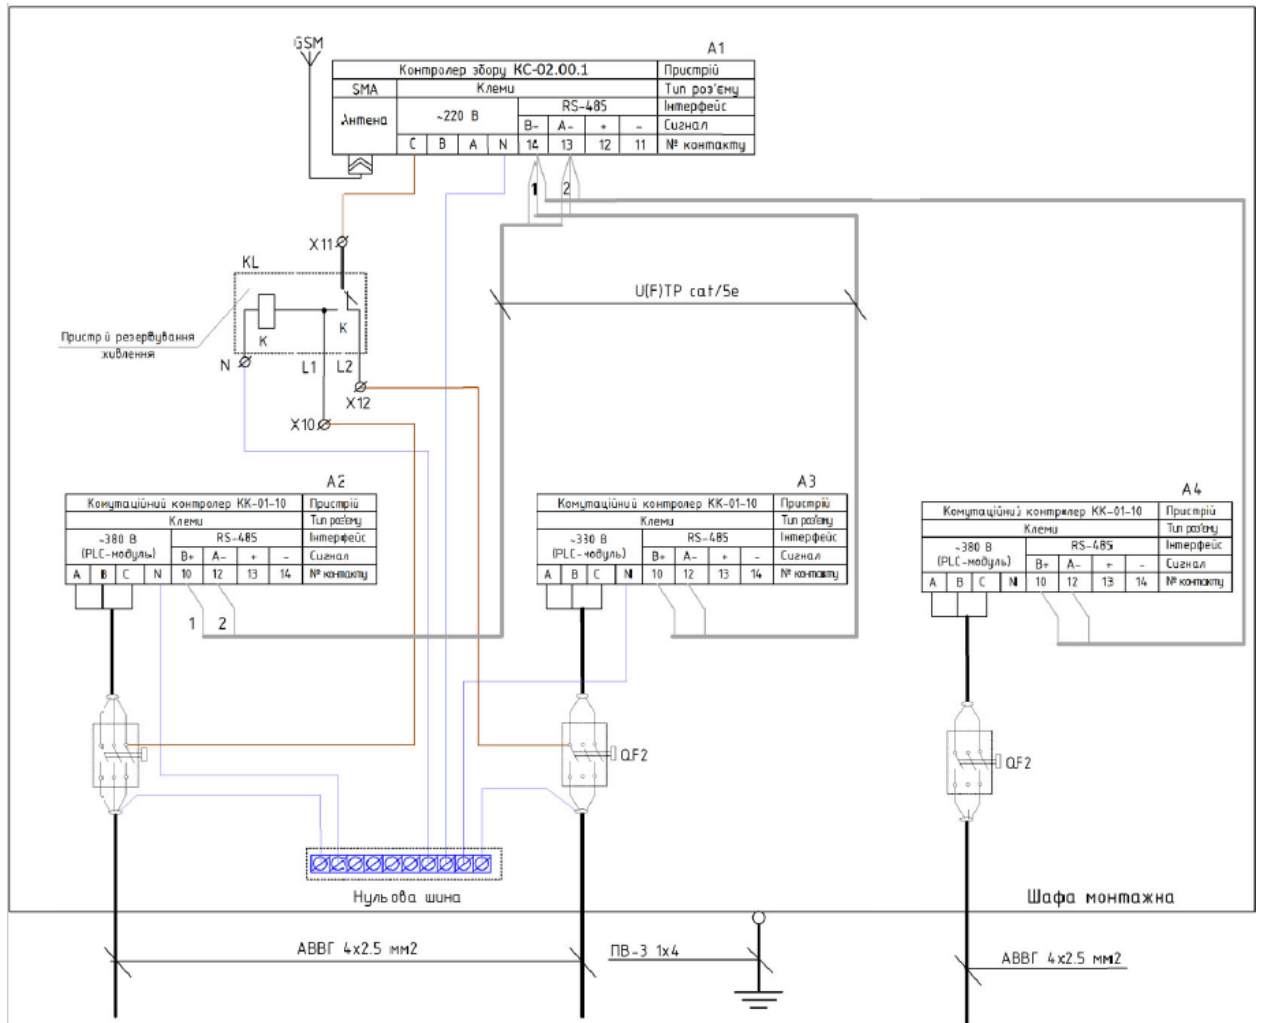 GSM
A1
Контролер збору КС-02.00.1 Пристрій
SMA Клеми Тип роз'єму
Антена ~220 В RS-485 Інтерфейс
B- A- + - Сигнал
C B A N 14 13 12 11 № контакту
1 2
X11
KL
U(F)TP cat/5e
Пристрій резервування
живлення
K K
N L1 L2
X12
X10
A2
Комутаційний контролер КК-01-10 Пристрій
Клеми Тип роз'єму
~380 В RS-485 Інтерфейс
(PLC-модуль) B+ A- + - Сигнал
A B C N 10 12 13 14 № контакту
1 2
A3
Комутаційний контролер КК-01-10 Пристрій
Клеми Тип роз'єму
~330 В RS-485 Інтерфейс
(PLC-модуль) B+ A- + - Сигнал
A B C N 10 12 13 14 № контакту
A4
Комутаційний контролер КК-01-10 Пристрій
Клеми Тип роз'єму
~380 В RS-485 Інтерфейс
(PLC-модуль) B+ A- + - Сигнал
A B C N 10 12 13 14 № контакту
QF2
QF2
Нульова шина
Шафа монтажна
АВВГ 4x2.5 мм2
ПВ-3 1x4
АВВГ 4x2.5 мм2